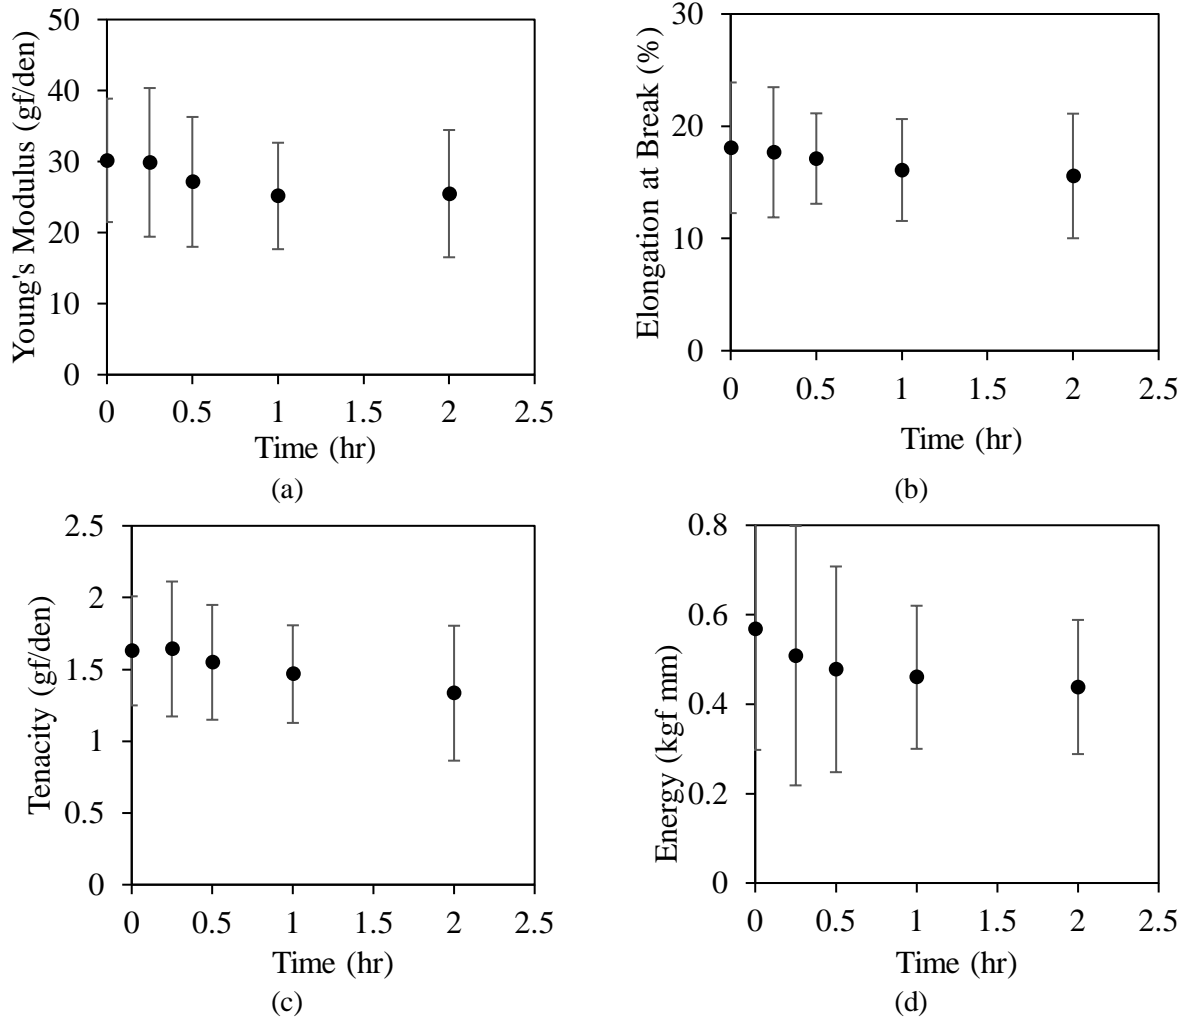 Young's Modulus (gf/den)
50
40
30
20
10
0
0 0.5 1 1.5 2 2.5
Time (hr)
(a)
Elongation at Break (%)
30
20
10
0
0 0.5 1 1.5 2 2.5
Time (hr)
(b)
Tenacity (gf/den)
2.5
2
1.5
1
0.5
0
0 0.5 1 1.5 2 2.5
Time (hr)
(c)
Energy (kgf mm)
0.8
0.6
0.4
0.2
0
0 0.5 1 1.5 2 2.5
Time (hr)
(d)